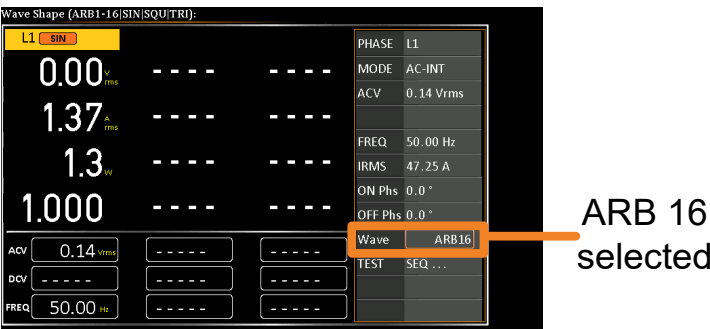 Wave Shape (ARB1-16|SIN|SQU|TRI):
L1 SIN
0.00 V rms - - - - - - - -
1.37 A rms - - - - - - - -
1.3 W - - - - - - - -
1.000 - - - - - - - -
ACV 0.14 Vrms - - - - - - - - - -
DCV - - - - - - - - - - - - - - -
FREQ 50.00 Hz - - - - - - - - - -
PHASE L1
MODE AC-INT
ACV 0.14 Vrms
FREQ 50.00 Hz
IRMS 47.25 A
ON Phs 0.0 °
OFF Phs 0.0 °
Wave ARB16
TEST SEQ ...
ARB 16
selected